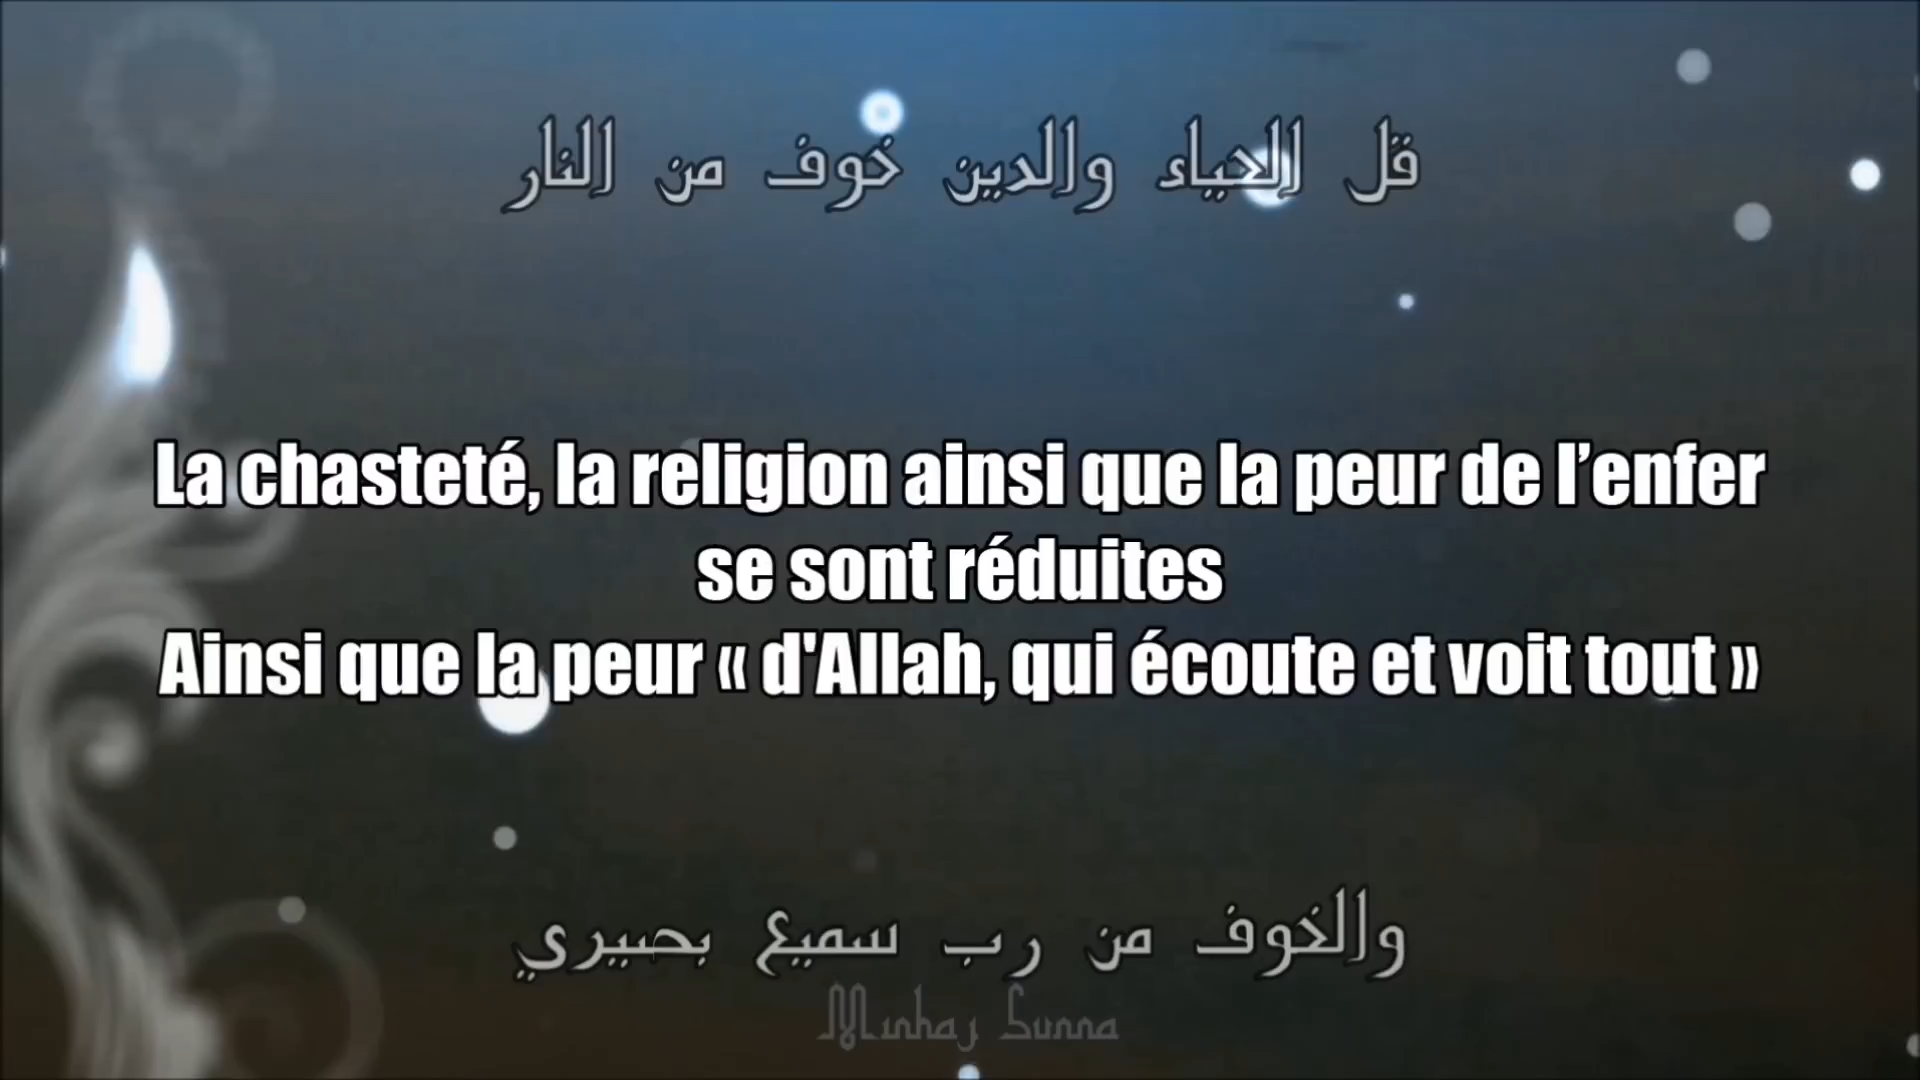 قل الحياء والدين خوف من النار
La chasteté, la religion ainsi que la peur de l’enfer
se sont réduites
Ainsi que la peur « d'Allah, qui écoute et voit tout »
والخوف من رب سميع بصيري
Minhaj Sunna